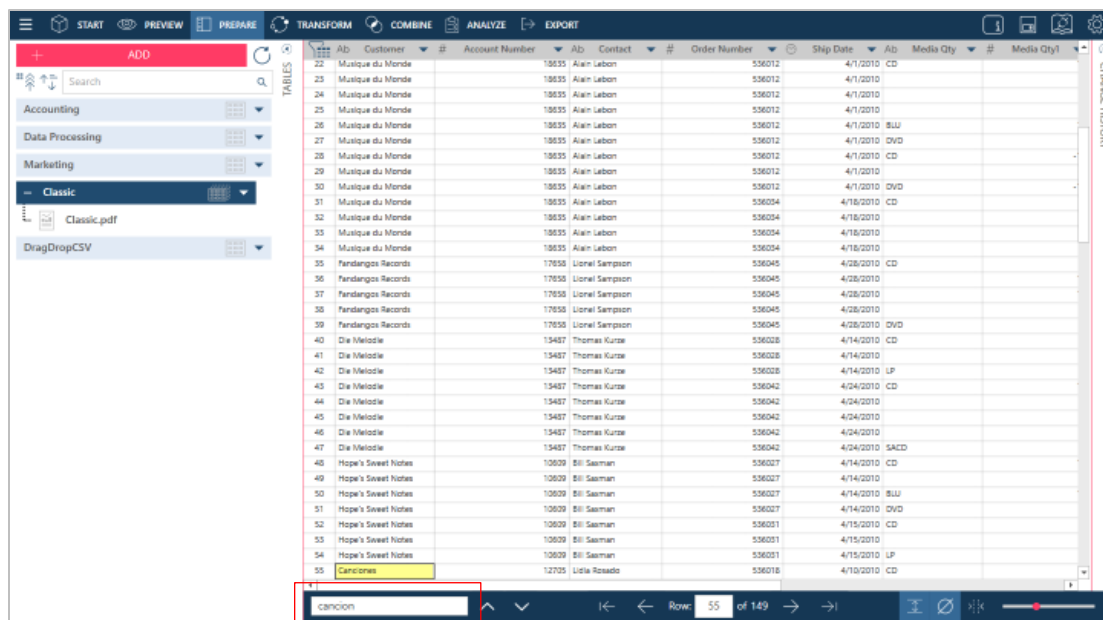 START PREVIEW PREPARE TRANSFORM COMBINE ANALYZE EXPORT
ADD
TABLES
Search
Accounting
Data Processing
Marketing
Classic
Classic.pdf
DragDropCSV
Ab Customer # Account Number Ab Contact # Order Number Ship Date Ab Media Qty # Media Qty1
22 Musique du Monde 18635 Alain Lebon 536012 4/1/2010 CD
23 Musique du Monde 18635 Alain Lebon 536012 4/1/2010
24 Musique du Monde 18635 Alain Lebon 536012 4/1/2010
25 Musique du Monde 18635 Alain Lebon 536012 4/1/2010
26 Musique du Monde 18635 Alain Lebon 536012 4/1/2010 BLU
27 Musique du Monde 18635 Alain Lebon 536012 4/1/2010 DVD
28 Musique du Monde 18635 Alain Lebon 536012 4/1/2010 CD
29 Musique du Monde 18635 Alain Lebon 536012 4/1/2010
30 Musique du Monde 18635 Alain Lebon 536012 4/1/2010 DVD
31 Musique du Monde 18635 Alain Lebon 536034 4/18/2010 CD
32 Musique du Monde 18635 Alain Lebon 536034 4/18/2010
33 Musique du Monde 18635 Alain Lebon 536034 4/18/2010
34 Musique du Monde 18635 Alain Lebon 536034 4/18/2010
35 Fandangos Records 17658 Lionel Sampson 536045 4/28/2010 CD
36 Fandangos Records 17658 Lionel Sampson 536045 4/28/2010
37 Fandangos Records 17658 Lionel Sampson 536045 4/28/2010
38 Fandangos Records 17658 Lionel Sampson 536045 4/28/2010
39 Fandangos Records 17658 Lionel Sampson 536045 4/28/2010 DVD
40 Die Melodie 13487 Thomas Kurze 536028 4/14/2010 CD
41 Die Melodie 13487 Thomas Kurze 536028 4/14/2010
42 Die Melodie 13487 Thomas Kurze 536028 4/14/2010 LP
43 Die Melodie 13487 Thomas Kurze 536042 4/24/2010 CD
44 Die Melodie 13487 Thomas Kurze 536042 4/24/2010
45 Die Melodie 13487 Thomas Kurze 536042 4/24/2010
46 Die Melodie 13487 Thomas Kurze 536042 4/24/2010
47 Die Melodie 13487 Thomas Kurze 536042 4/24/2010 SACD
48 Hope's Sweet Notes 10609 Bill Sasman 536027 4/14/2010 CD
49 Hope's Sweet Notes 10609 Bill Sasman 536027 4/14/2010
50 Hope's Sweet Notes 10609 Bill Sasman 536027 4/14/2010 BLU
51 Hope's Sweet Notes 10609 Bill Sasman 536027 4/14/2010 DVD
52 Hope's Sweet Notes 10609 Bill Sasman 536031 4/15/2010 CD
53 Hope's Sweet Notes 10609 Bill Sasman 536031 4/15/2010
54 Hope's Sweet Notes 10609 Bill Sasman 536031 4/15/2010 LP
55 Canciones 12705 Lidia Rosado 536018 4/10/2010 CD
cancion Row: 55 of 149